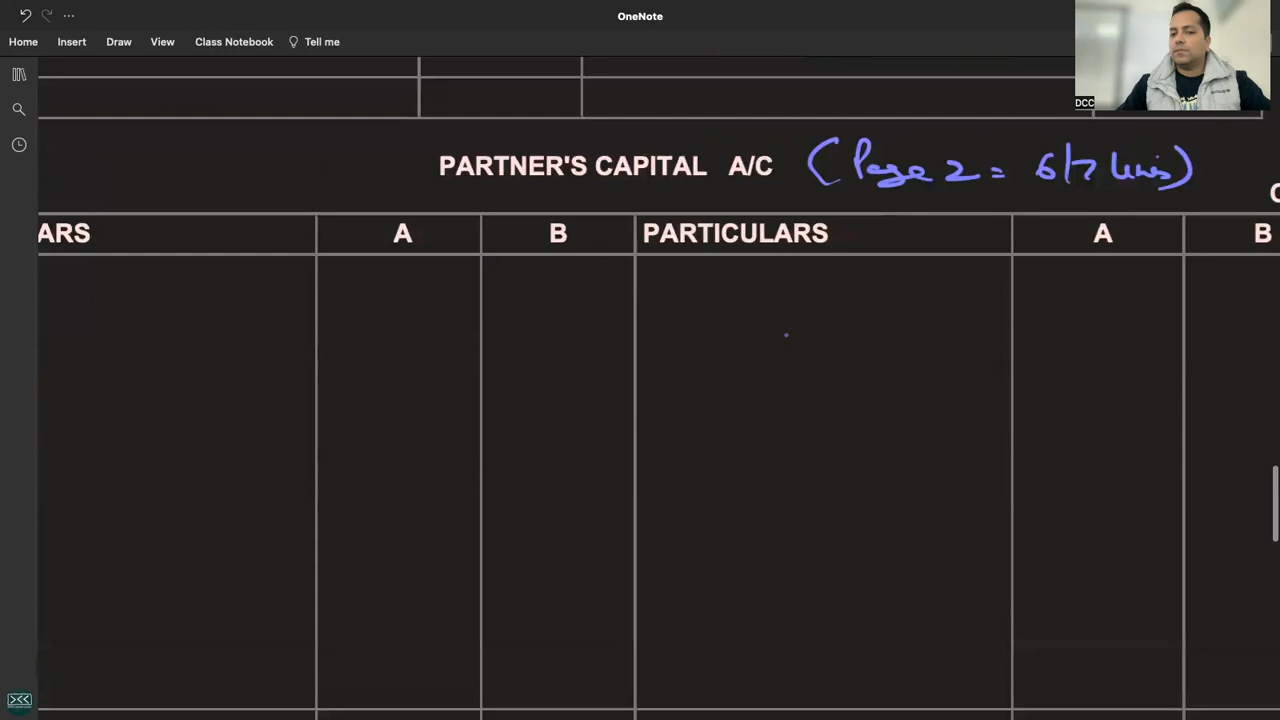 OneNote
Home Insert Draw View Class Notebook Tell me
DCC
PARTNER'S CAPITAL A/C (Page 2 = 6/7 lines)
C
ARS A B PARTICULARS A B